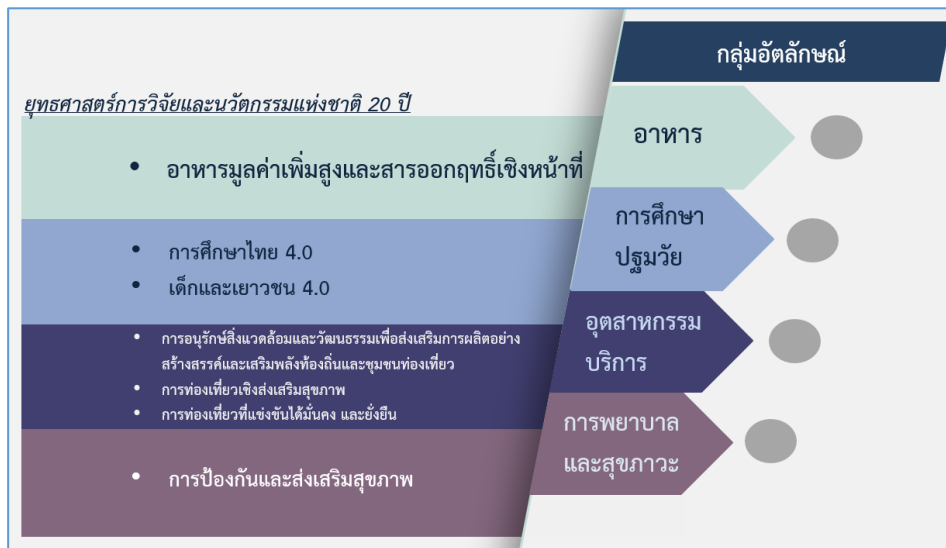 กลุ่มอัตลักษณ์
ยุทธศาสตร์การวิจัยและนวัตกรรมแห่งชาติ 20 ปี
• อาหารมูลค่าเพิ่มสูงและสารออกฤทธิ์เชิงหน้าที่
อาหาร
• การศึกษาไทย 4.0
• เด็กและเยาวชน 4.0
การศึกษา
ปฐมวัย
• การอนุรักษ์สิ่งแวดล้อมและวัฒนธรรมเพื่อส่งเสริมการผลิตอย่าง
สร้างสรรค์และเสริมพลังท้องถิ่นและชุมชนท่องเที่ยว
• การท่องเที่ยวเชิงส่งเสริมสุขภาพ
• การท่องเที่ยวที่แข่งขันได้มั่นคง และยั่งยืน
อุตสาหกรรม
บริการ
• การป้องกันและส่งเสริมสุขภาพ
การพยาบาล
และสุขภาวะ